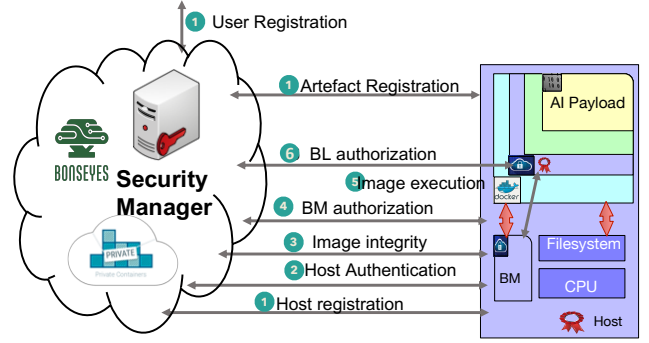 1 User Registration
1 Artefact Registration
AI Payload
6 BL authorization
BONSEYES
5 Image execution
docker
Security
Manager
4 BM authorization
3 Image integrity
Filesystem
PRIVATE
Private Containers
2 Host Authentication
BM
CPU
1 Host registration
Host